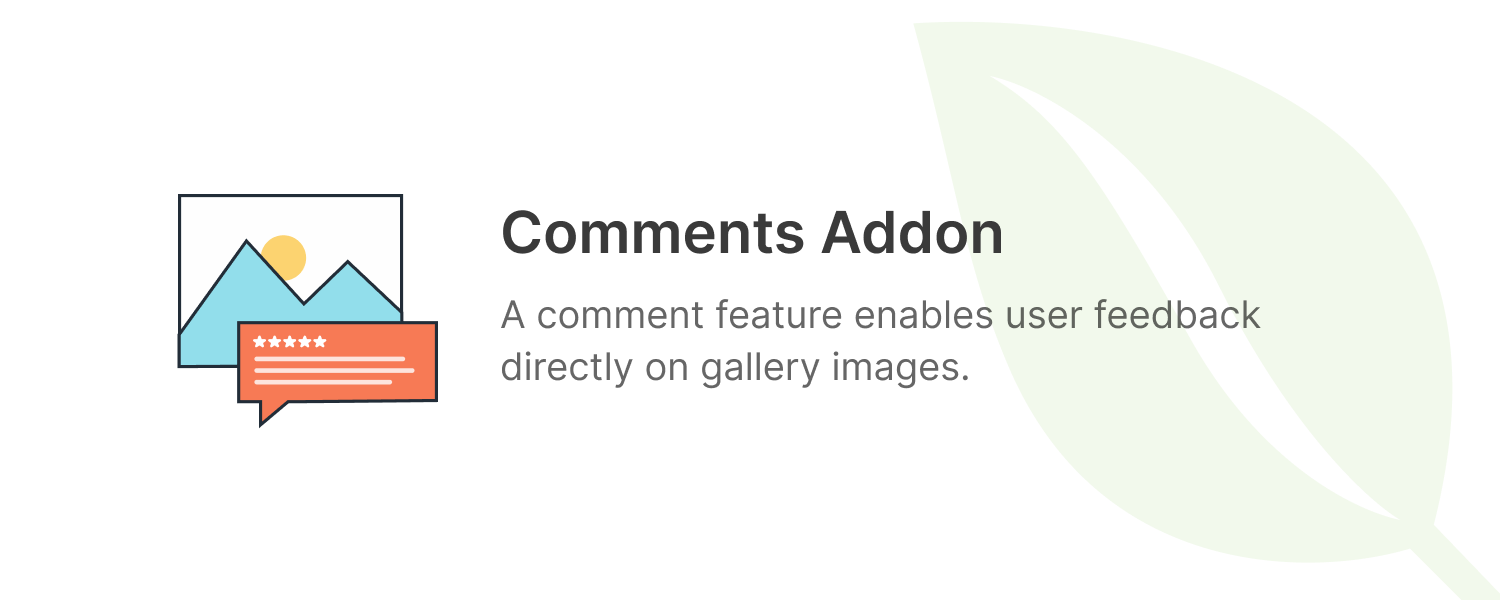 Comments Addon
A comment feature enables user feedback
directly on gallery images.